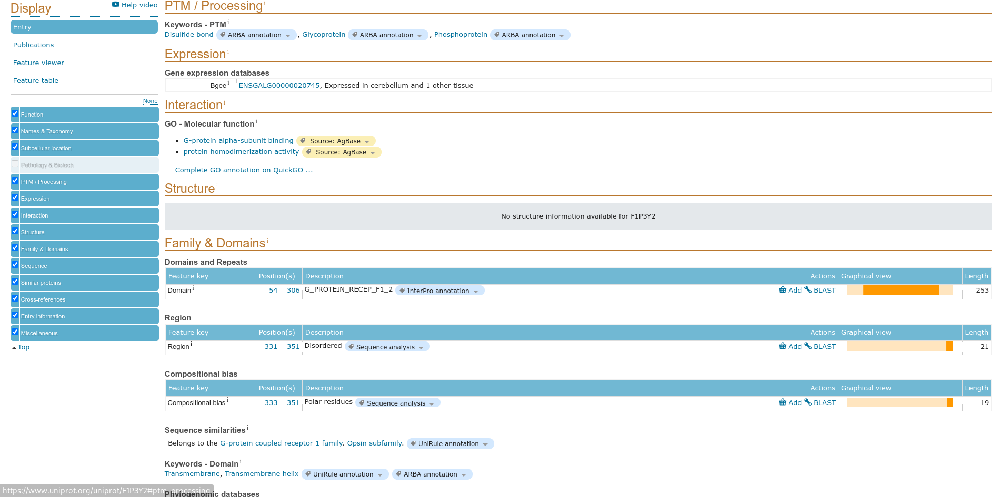 Display
Help video
Entry
Publications
Feature viewer
Feature table
None
Function
Names & Taxonomy
Subcellular location
Pathology & Biotech
PTM / Processing
Expression
Interaction
Structure
Family & Domains
Sequence
Similar proteins
Cross-references
Entry information
Miscellaneous
Top
PTM / Processing i
Keywords - PTM i
Disulfide bond ARBA annotation , Glycoprotein ARBA annotation , Phosphoprotein ARBA annotation
Expression i
Gene expression databases
Bgee i ENSGALG00000020745, Expressed in cerebellum and 1 other tissue
Interaction i
GO - Molecular function i
G-protein alpha-subunit binding Source: AgBase
protein homodimerization activity Source: AgBase
Complete GO annotation on QuickGO ...
Structure i
No structure information available for F1P3Y2
Family & Domains i
Domains and Repeats
Feature key Position(s) Description Actions Graphical view Length
Domain i 54 – 306 G_PROTEIN_RECEP_F1_2 InterPro annotation Add BLAST 253
Region
Feature key Position(s) Description Actions Graphical view Length
Region i 331 – 351 Disordered Sequence analysis Add BLAST 21
Compositional bias
Feature key Position(s) Description Actions Graphical view Length
Compositional bias i 333 – 351 Polar residues Sequence analysis Add BLAST 19
Sequence similarities i
Belongs to the G-protein coupled receptor 1 family. Opsin subfamily. UniRule annotation
Keywords - Domain i
Transmembrane, Transmembrane helix UniRule annotation ARBA annotation
Phylogenomic databases
https://www.uniprot.org/uniprot/F1P3Y2#ptm_processing